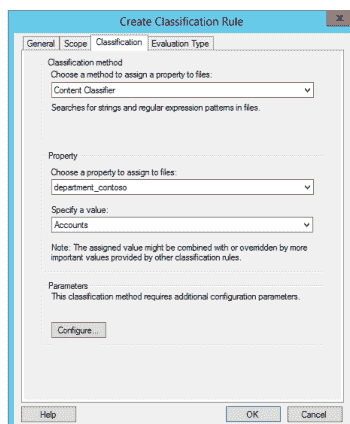 Create Classification Rule
x
General Scope Classification Evaluation Type
Classification method
Choose a method to assign a property to files:
Content Classifier
Searches for strings and regular expression patterns in files.
Property
Choose a property to assign to files:
department_contoso
Specify a value:
Accounts
Note: The assigned value might be combined with or overridden by more
important values provided by other classification rules.
Parameters
This classification method requires additional configuration parameters.
Configure...
Help OK Cancel